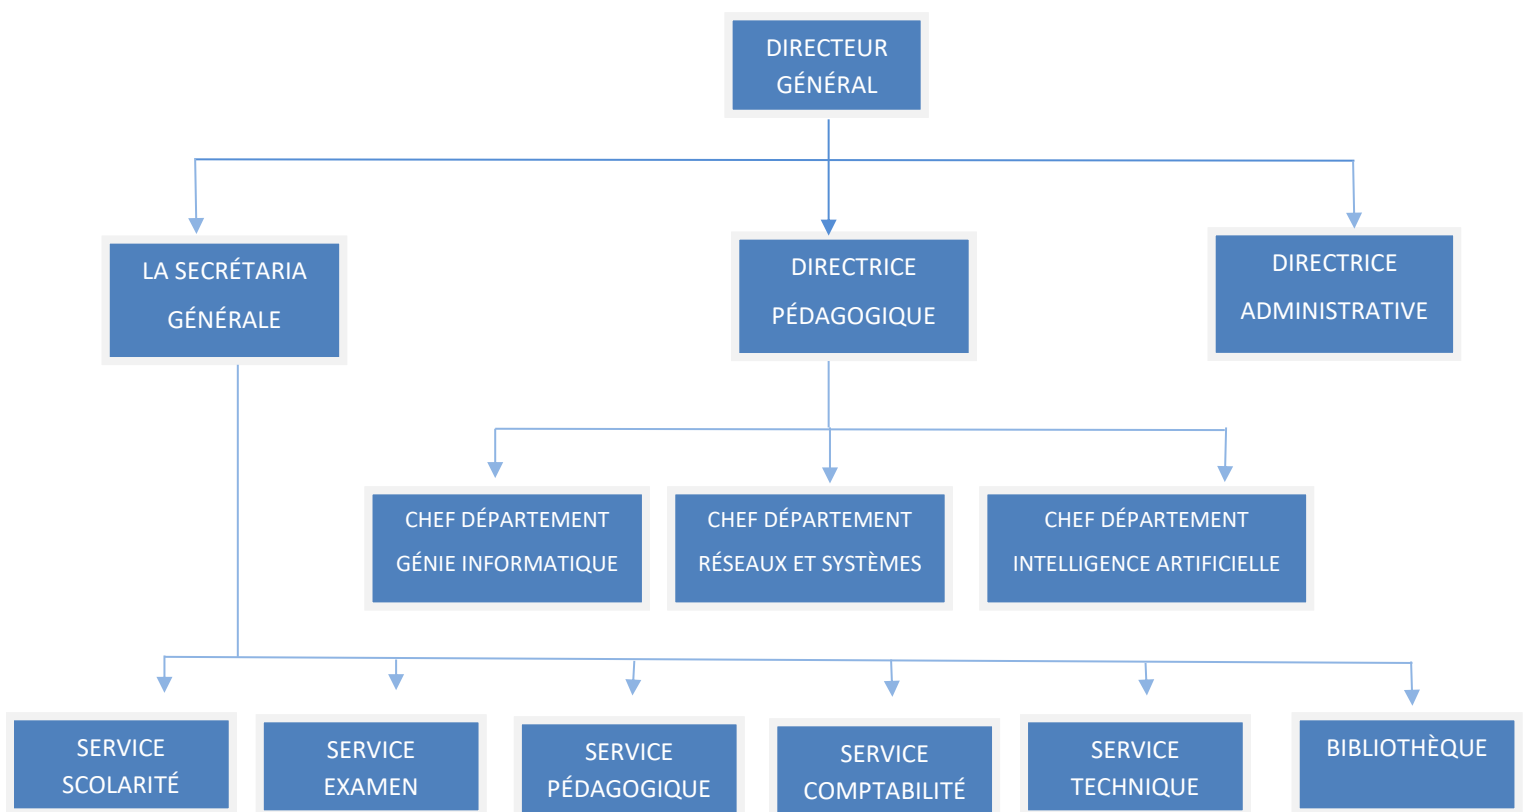 DIRECTEUR
GÉNÉRAL
LA SECRÉTARIA
GÉNÉRALE
DIRECTRICE
PÉDAGOGIQUE
DIRECTRICE
ADMINISTRATIVE
CHEF DÉPARTEMENT
GÉNIE INFORMATIQUE
CHEF DÉPARTEMENT
RÉSEAUX ET SYSTÈMES
CHEF DÉPARTEMENT
INTELLIGENCE ARTIFICIELLE
SERVICE
SCOLARITÉ
SERVICE
EXAMEN
SERVICE
PÉDAGOGIQUE
SERVICE
COMPTABILITÉ
SERVICE
TECHNIQUE
BIBLIOTHÈQUE